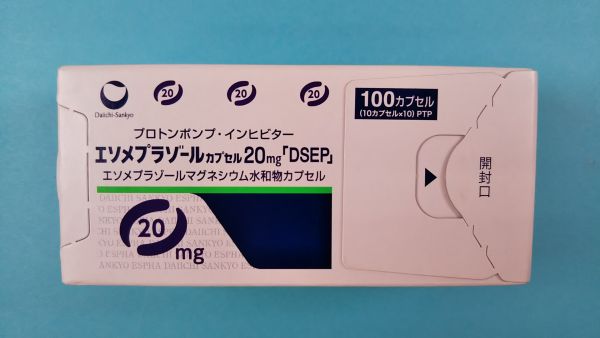 20
20
20
Daiichi-Sankyo
プロトンポンプ・インヒビター
エソメプラゾールカプセル20mg「DSEP」
エソメプラゾールマグネシウム水和物カプセル
DAIICHI SANKYO ESPHA
20 mg
100カプセル
(10カプセル×10) PTP
開封口